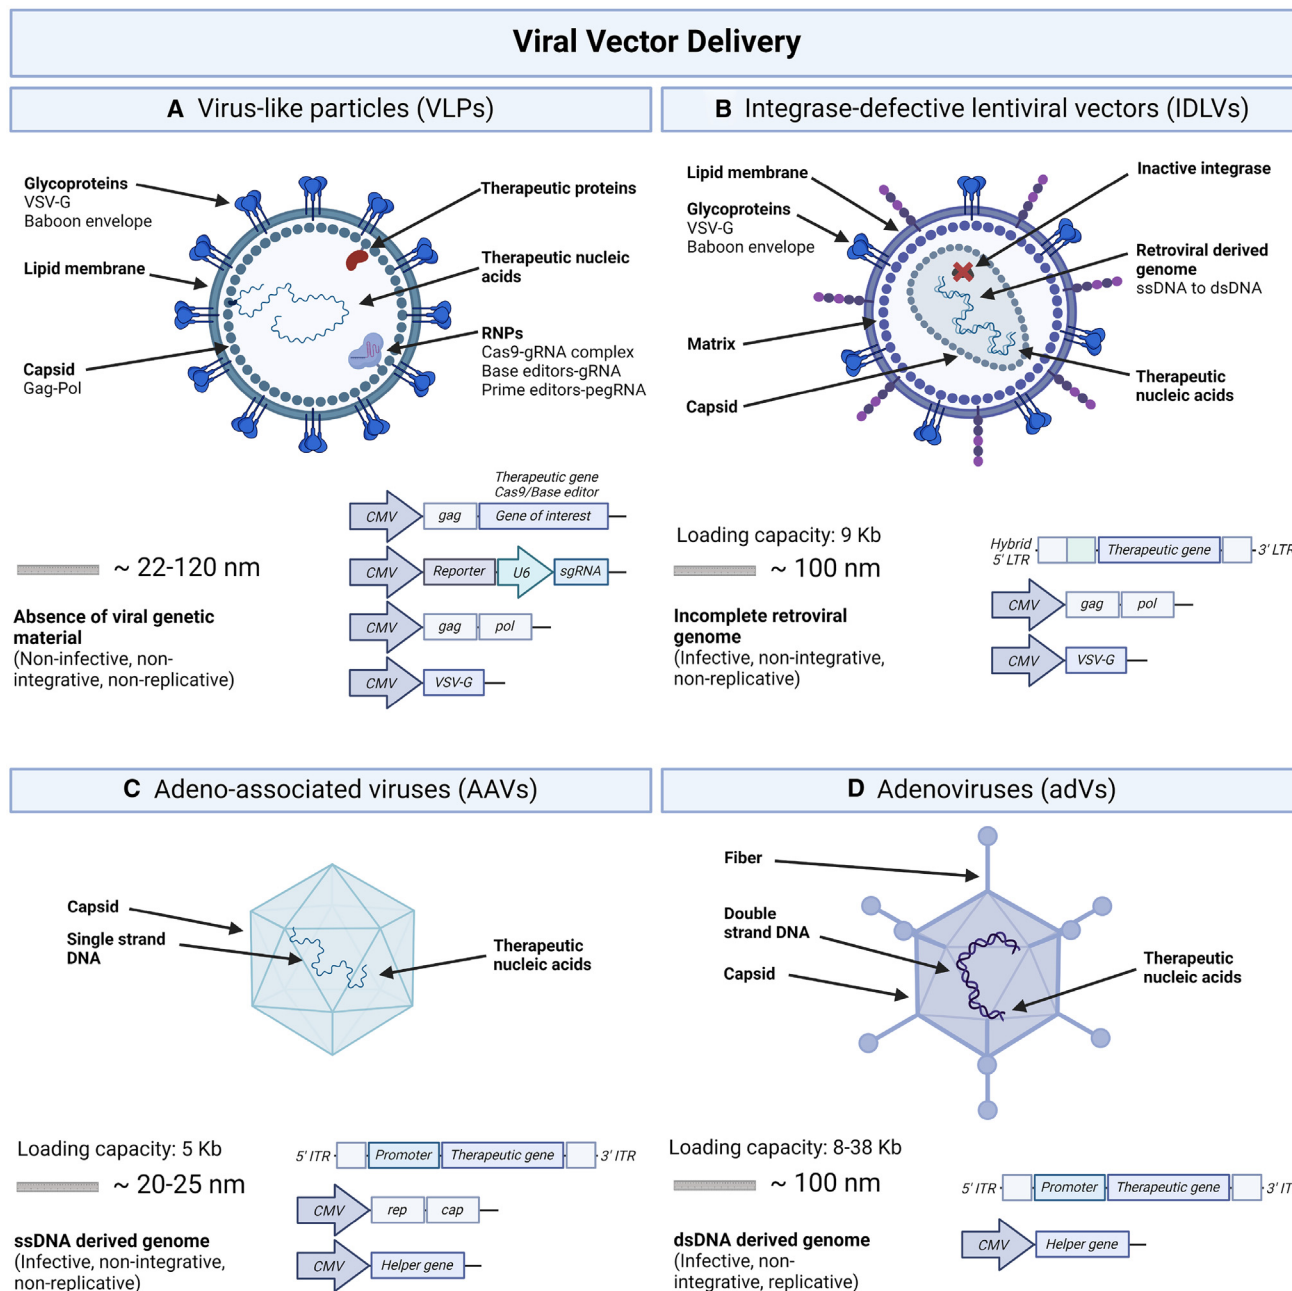 Viral Vector Delivery
A Virus-like particles (VLPs)
Glycoproteins
VSV-G
Baboon envelope
Lipid membrane
Capsid
Gag-Pol
Therapeutic proteins
Therapeutic nucleic
acids
RNPs
Cas9-gRNA complex
Base editors-gRNA
Prime editors-pegRNA
~ 22-120 nm
Absence of viral genetic
material
(Non-infective, non-
integrative, non-replicative)
Therapeutic gene
Cas9/Base editor
CMV gag Gene of interest
CMV Reporter U6 sgRNA
CMV gag pol
CMV VSV-G
B Integrase-defective lentiviral vectors (IDLVs)
Lipid membrane
Glycoproteins
VSV-G
Baboon envelope
Matrix
Capsid
Inactive integrase
Retroviral derived
genome
ssDNA to dsDNA
Therapeutic
nucleic acids
Loading capacity: 9 Kb
~ 100 nm
Incomplete retroviral
genome
(Infective, non-integrative,
non-replicative)
Hybrid
5' LTR Therapeutic gene 3' LTR
CMV gag pol
CMV VSV-G
C Adeno-associated viruses (AAVs)
Capsid
Single strand
DNA
Therapeutic
nucleic acids
Loading capacity: 5 Kb
~ 20-25 nm
ssDNA derived genome
(Infective, non-integrative,
non-replicative)
5' ITR Promoter Therapeutic gene 3' ITR
CMV rep cap
CMV Helper gene
D Adenoviruses (adVs)
Fiber
Double
strand DNA
Capsid
Therapeutic
nucleic acids
Loading capacity: 8-38 Kb
~ 100 nm
dsDNA derived genome
(Infective, non-
integrative, replicative)
5' ITR Promoter Therapeutic gene 3' IT
CMV Helper gene